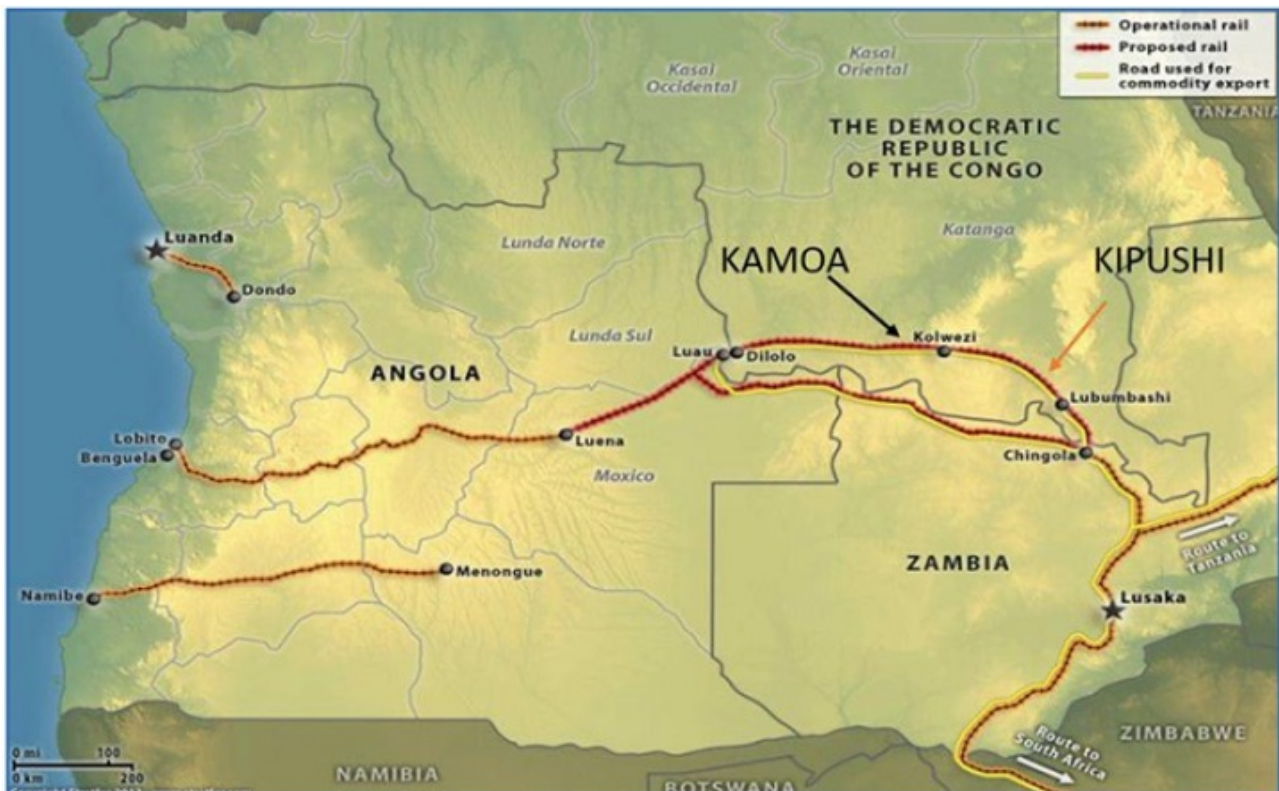 Operational rail
Proposed rail
Road used for
commodity export
TANZANIA
Kasai
Occidental
Kasai
Oriental
THE DEMOCRATIC
REPUBLIC
OF THE CONGO
Luanda
Dondo
Lunda Norte
Katanga
KAMOA
KIPUSHI
Lunda Sul
Luau
Dilolo
Kolwezi
ANGOLA
Lubumbashi
Lobito
Benguela
Luena
Chingola
Moxico
Route to
Tanzania
ZAMBIA
Menongue
Namibe
Lusaka
ZIMBABWE
Route to
South Africa
0 mi 100
0 km 200
NAMIBIA
BOTSWANA